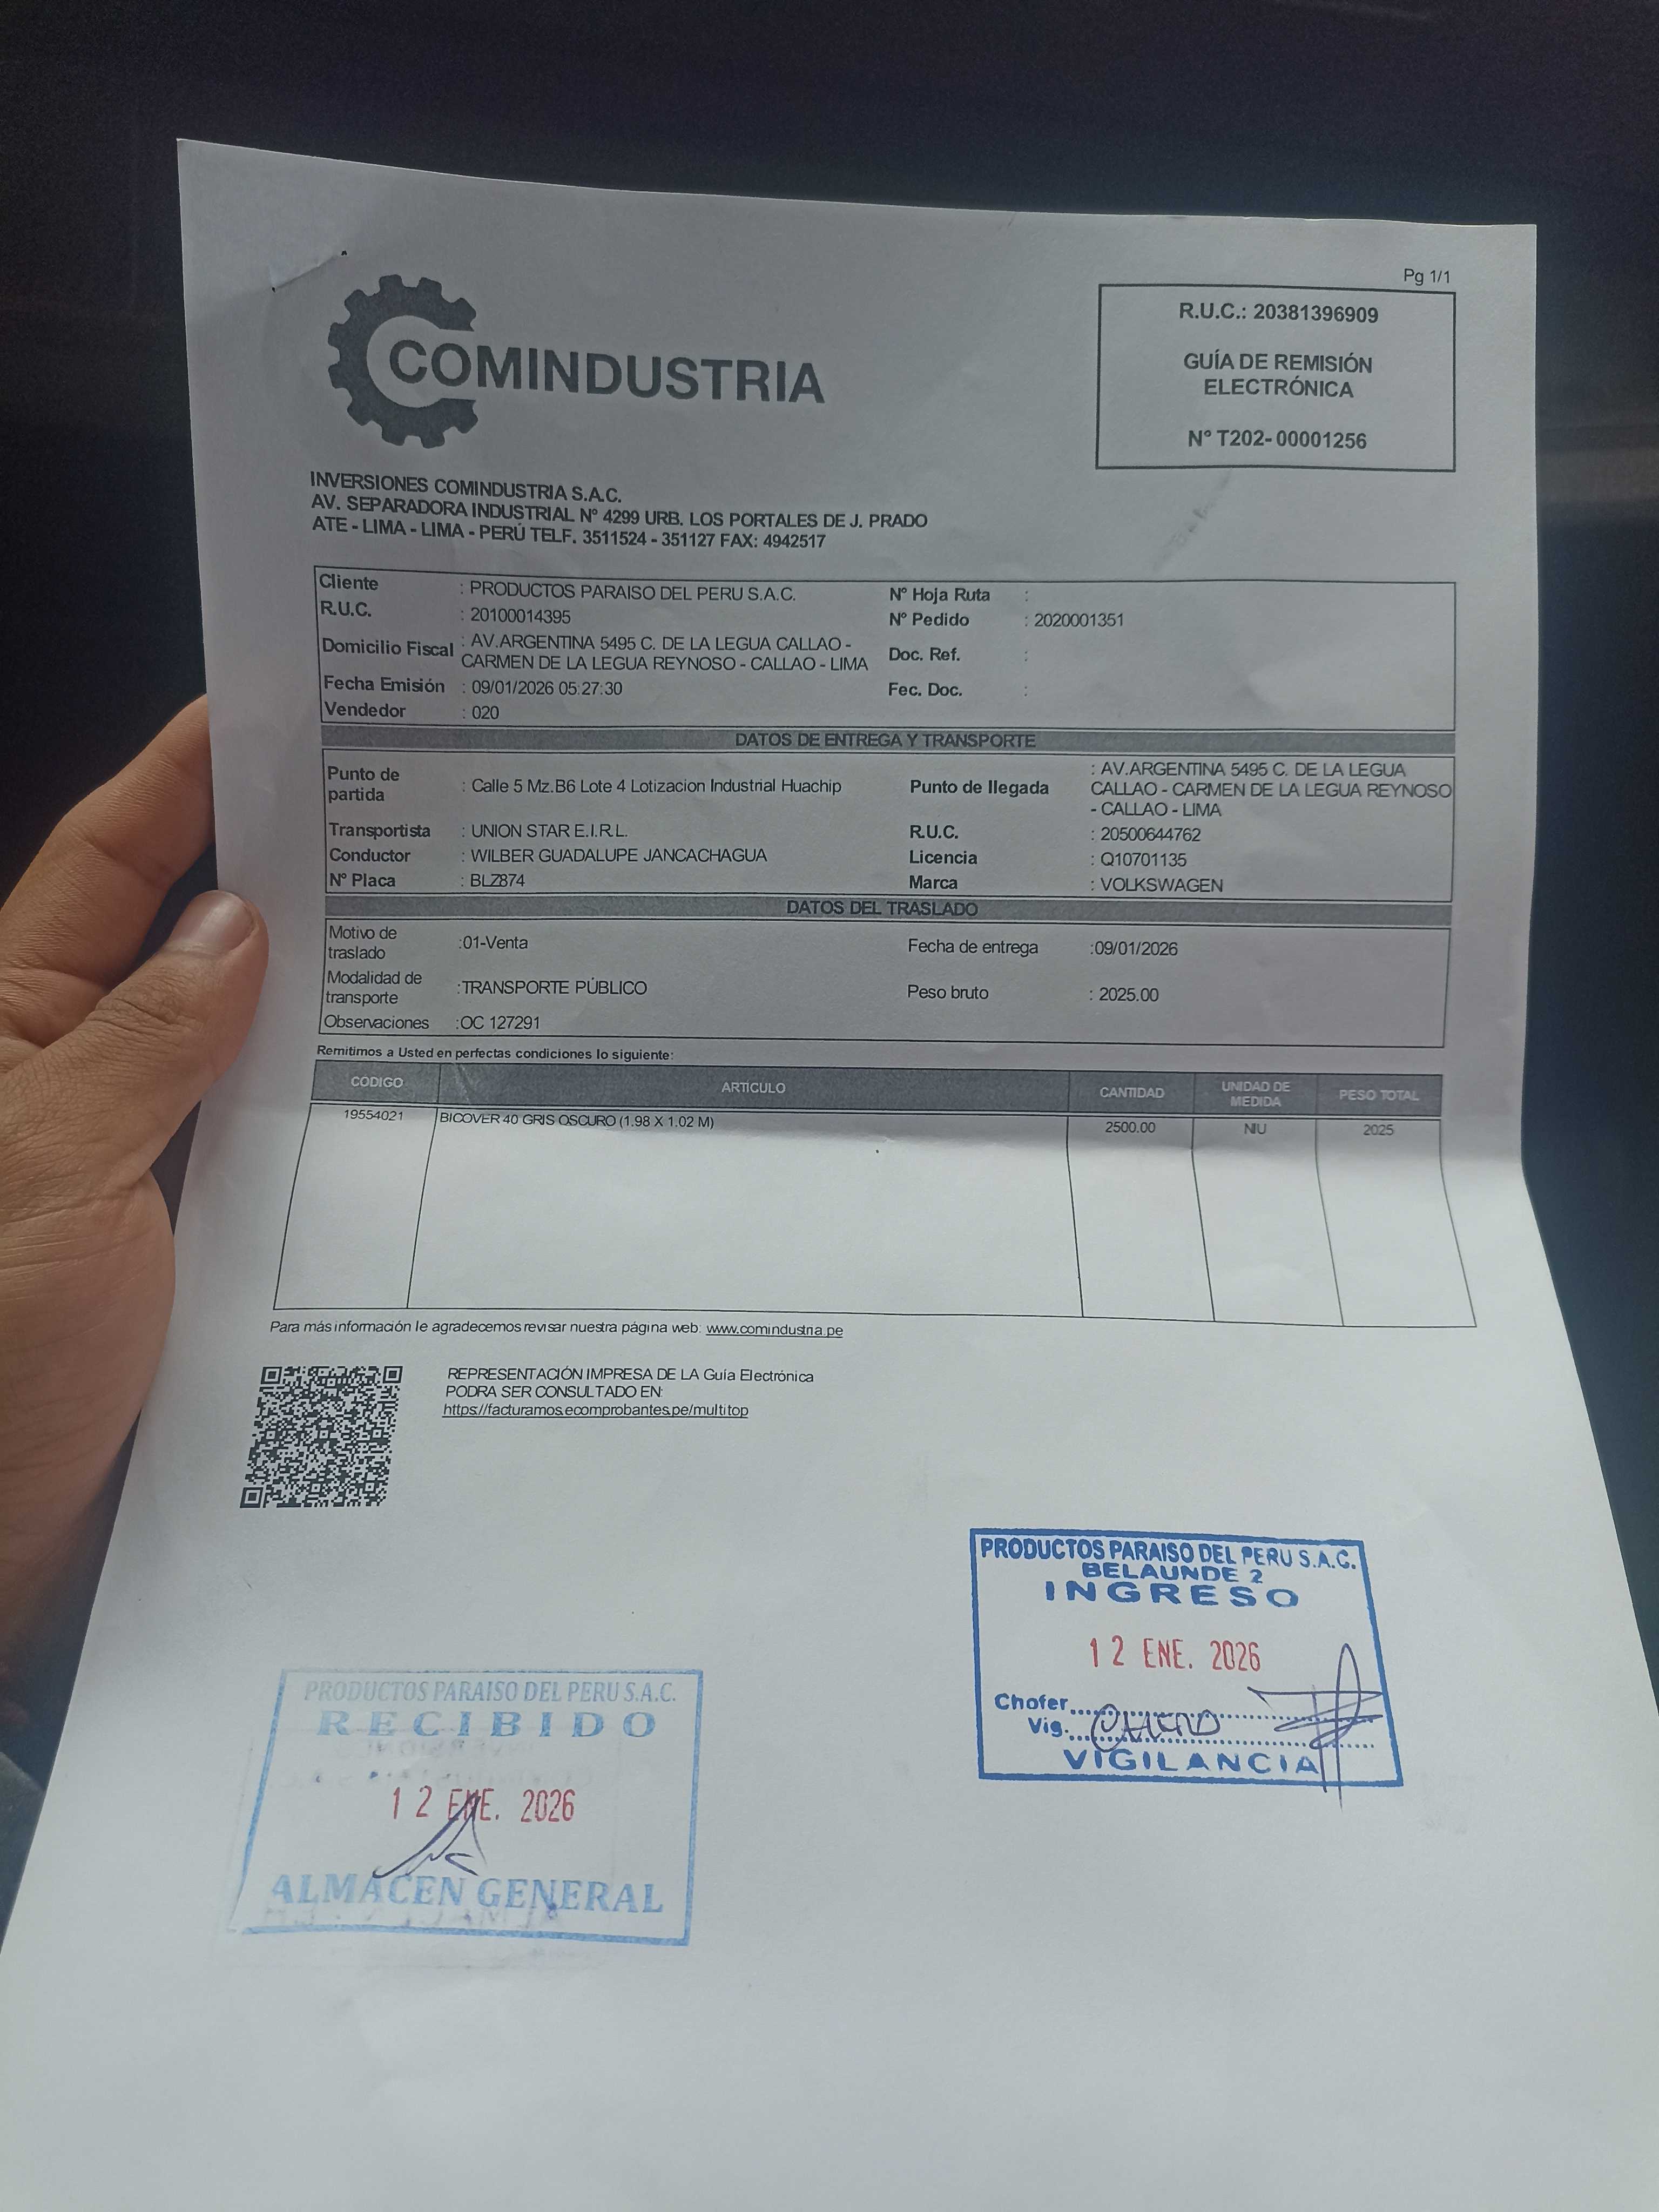 Pg 1/1
COMINDUSTRIA
R.U.C.: 20381396909
GUÍA DE REMISIÓN
ELECTRÓNICA
N° T202- 00001256
INVERSIONES COMINDUSTRIA S.A.C.
AV. SEPARADORA INDUSTRIAL N° 4299 URB. LOS PORTALES DE J. PRADO
ATE - LIMA - LIMA - PERÚ TELF. 3511524 - 351127 FAX: 4942517
Cliente : PRODUCTOS PARAISO DEL PERU S.A.C. N° Hoja Ruta :
R.U.C. : 20100014395 N° Pedido : 2020001351
Domicilio Fiscal : AV.ARGENTINA 5495 C. DE LA LEGUA CALLAO -
CARMEN DE LA LEGUA REYNOSO - CALLAO - LIMA Doc. Ref. :
Fecha Emisión : 09/01/2026 05:27:30 Fec. Doc. :
Vendedor : 020
DATOS DE ENTREGA Y TRANSPORTE
Punto de
partida : Calle 5 Mz.B6 Lote 4 Lotizacion Industrial Huachip
Punto de llegada : AV.ARGENTINA 5495 C. DE LA LEGUA
CALLAO - CARMEN DE LA LEGUA REYNOSO
- CALLAO - LIMA
Transportista : UNION STAR E.I.R.L. R.U.C. : 20500644762
Conductor : WILBER GUADALUPE JANCACHAGUA Licencia : Q10701135
N° Placa : BLZ874 Marca : VOLKSWAGEN
DATOS DEL TRASLADO
Motivo de
traslado :01-Venta Fecha de entrega :09/01/2026
Modalidad de
transporte :TRANSPORTE PÚBLICO Peso bruto : 2025.00
Observaciones :OC 127291
Remitimos a Usted en perfectas condiciones lo siguiente:
CODIGO ARTICULO CANTIDAD UNIDAD DE
MEDIDA PESO TOTAL
19554021 BICOVER 40 GRIS OSCURO (1.98 X 1.02 M) 2500.00 NIU 2025
Para más información le agradecemos revisar nuestra página web: www.comindustria.pe
REPRESENTACIÓN IMPRESA DE LA Guía Electrónica
PODRA SER CONSULTADO EN:
https://facturamos.ecomprobantes.pe/multitop
PRODUCTOS PARAISO DEL PERU S.A.C.
BELAUNDE 2
INGRESO
12 ENE. 2026
Chofer
Vig.
VIGILANCIA
PRODUCTOS PARAISO DEL PERU S.A.C.
RECIBIDO
12 ENE. 2026
ALMACEN GENERAL